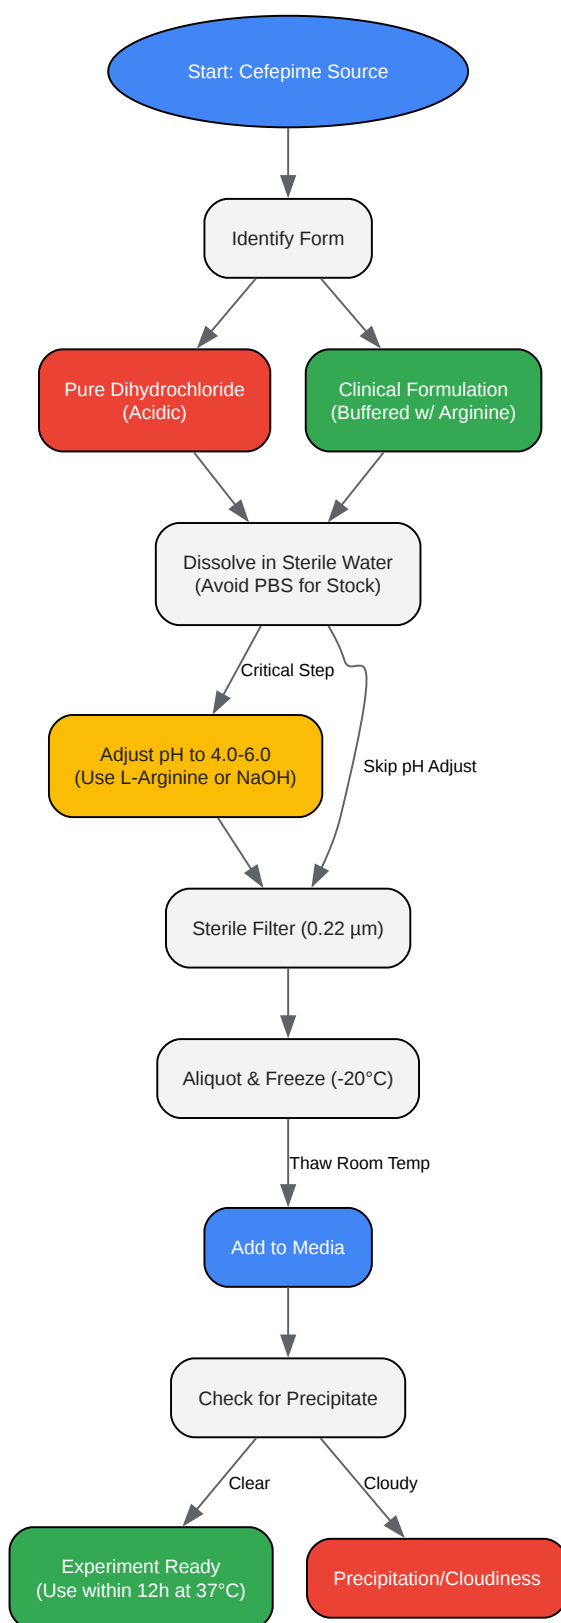 Start: Cefepime Source
Identify Form
Pure Dihydrochloride
(Acidic)
Clinical Formulation
(Buffered w/ Arginine)
Dissolve in Sterile Water
(Avoid PBS for Stock)
Critical Step
Adjust pH to 4.0-6.0
(Use L-Arginine or NaOH)
Skip pH Adjust
Sterile Filter (0.22 µm)
Aliquot & Freeze (-20°C)
Thaw Room Temp
Add to Media
Check for Precipitate
Clear
Cloudy
Experiment Ready
(Use within 12h at 37°C)
Precipitation/Cloudiness